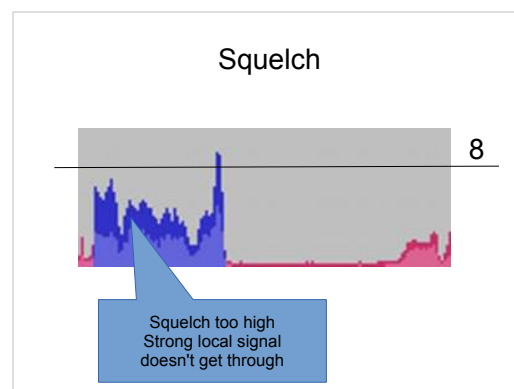 Squelch
8
Squelch too high
Strong local signal
doesn't get through